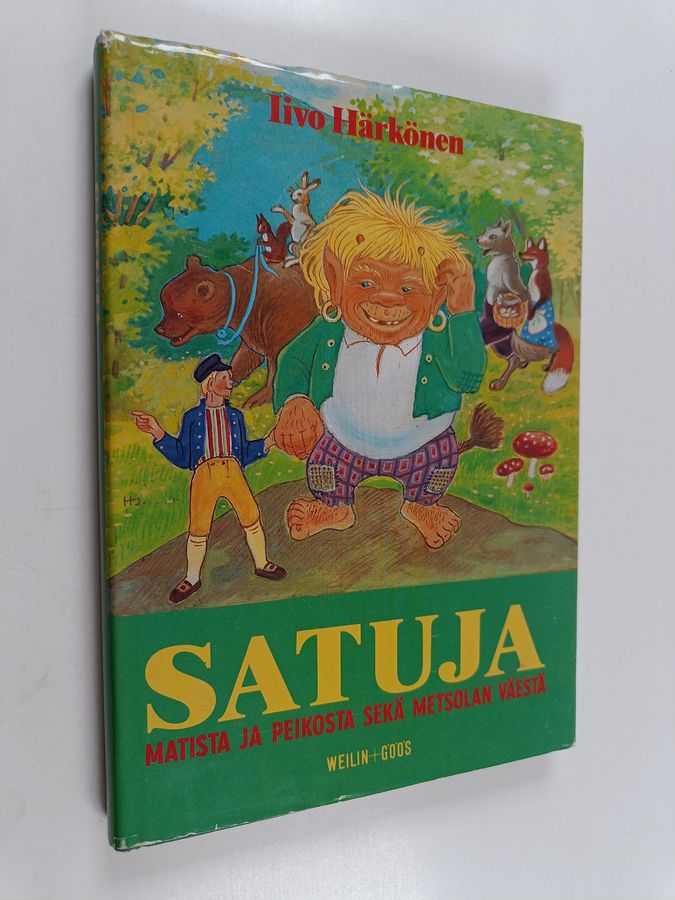 Iivo Härkönen
SATUJA
MATISTA JA PEIKOSTA SEKÄ METSOLAN VÄESTÄ
WEILIN+GÖÖS